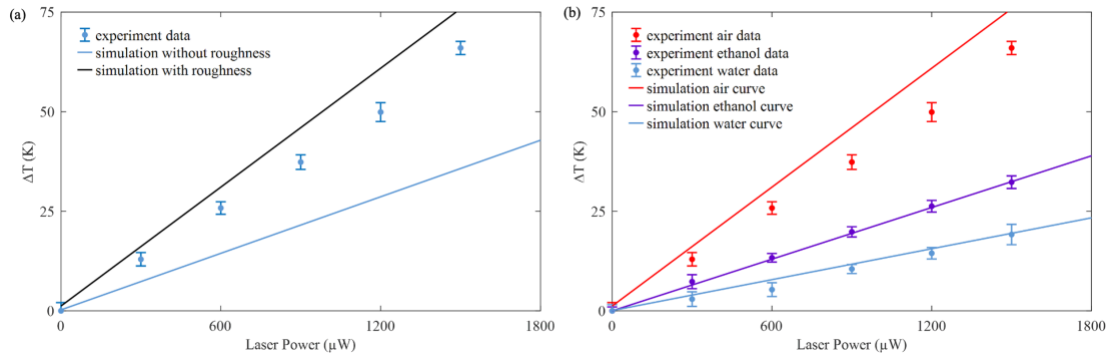 (a)
75
50
25
0
ΔT (K)
experiment data
simulation without roughness
simulation with roughness
0
600
1200
1800
Laser Power (µW)
(b)
75
50
25
0
ΔT (K)
experiment air data
experiment ethanol data
experiment water data
simulation air curve
simulation ethanol curve
simulation water curve
0
600
1200
1800
Laser Power (µW)